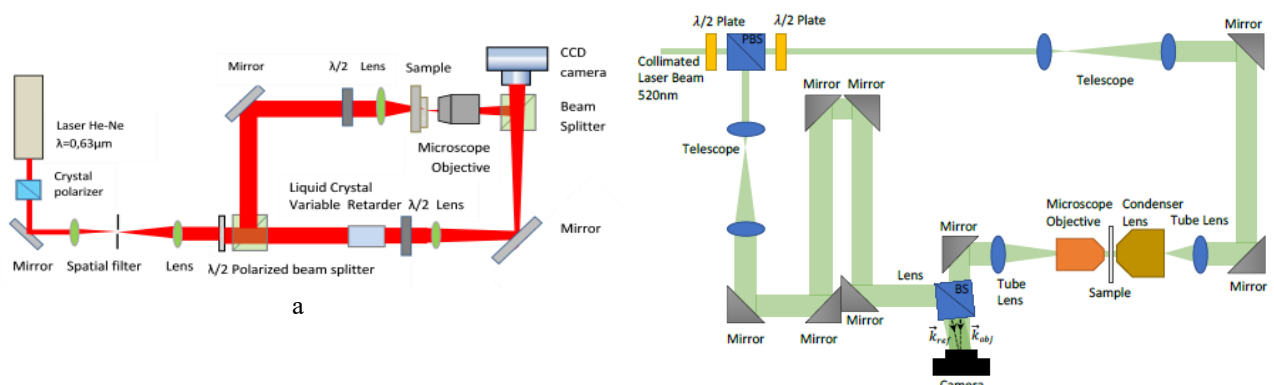 Laser He-Ne
λ=0,63µm
Crystal
polarizer
Mirror
Spatial filter
Lens
λ/2 Polarized beam splitter
Mirror
λ/2
Lens
Sample
Microscope
Objective
CCD
camera
Beam
Splitter
Liquid Crystal
Variable Retarder
λ/2 Lens
Mirror
a
λ/2 Plate
λ/2 Plate
PBS
Collimated
Laser Beam
520nm
Telescope
Mirror
Mirror
Mirror
Telescope
Mirror
Mirror
Mirror
Lens
Mirror
BS
Tube
Lens
Microscope
Objective
Condenser
Lens
Tube Lens
Sample
Mirror
k⃗ref
k⃗obj
Camera